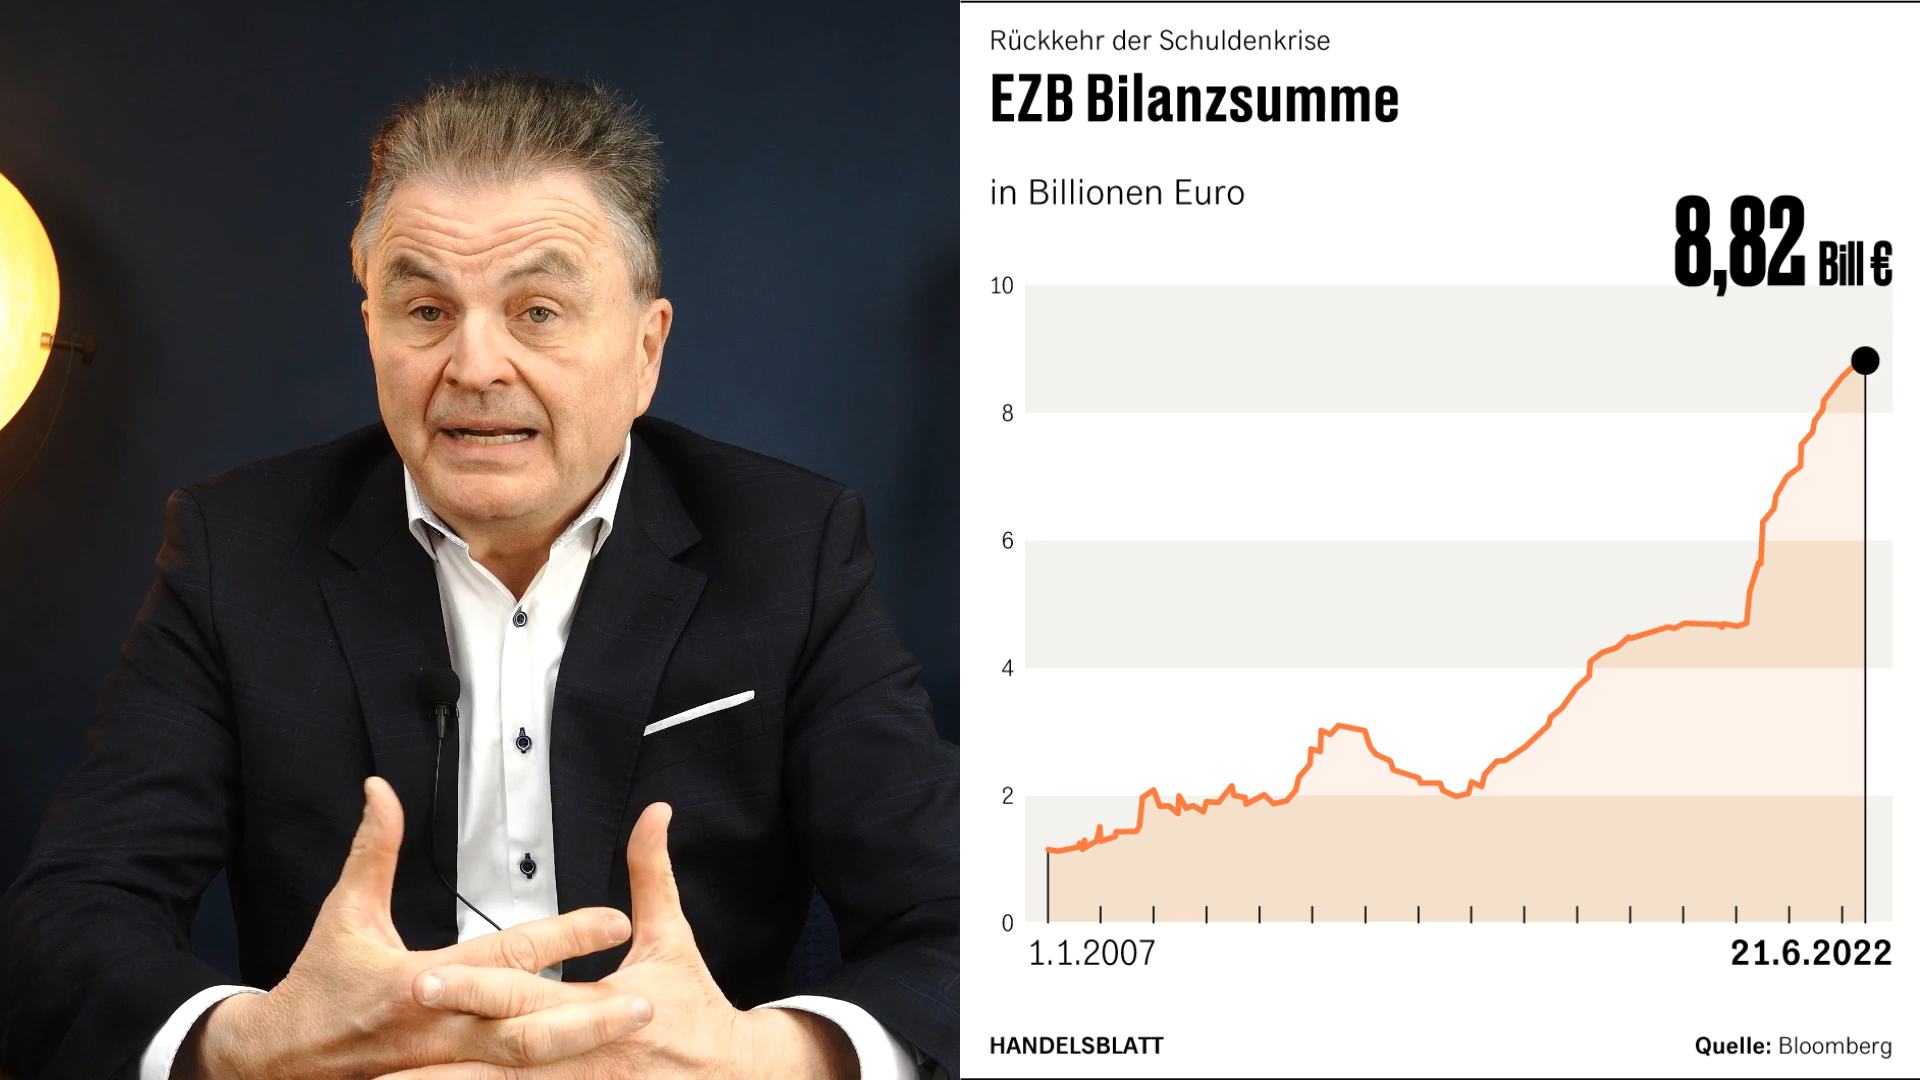 Rückkehr der Schuldenkrise
EZB Bilanzsumme
in Billionen Euro
8,82 Bill €
10
8
6
4
2
0
1.1.2007
21.6.2022
HANDELSBLATT
Quelle: Bloomberg